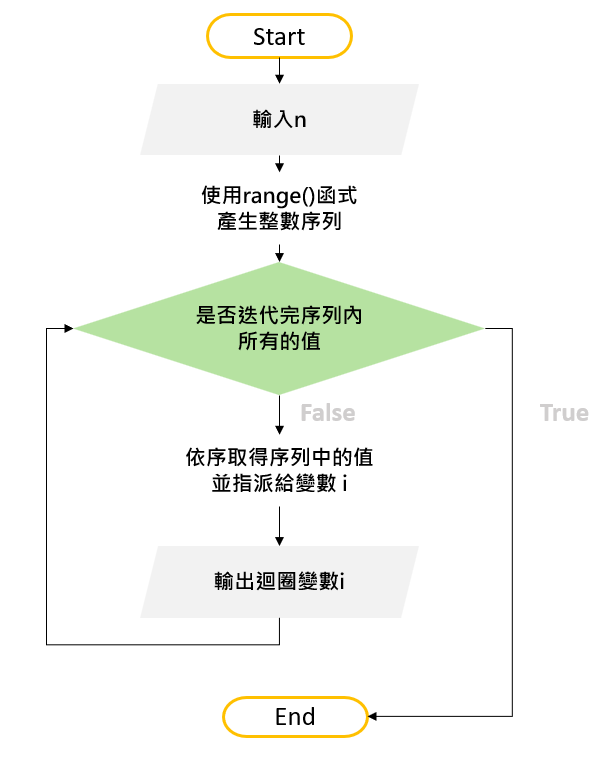 Start
輸入n
使用range()函式
產生整數序列
是否迭代完序列內
所有的值
False
True
依序取得序列中的值
並指派給變數 i
輸出迴圈變數i
End